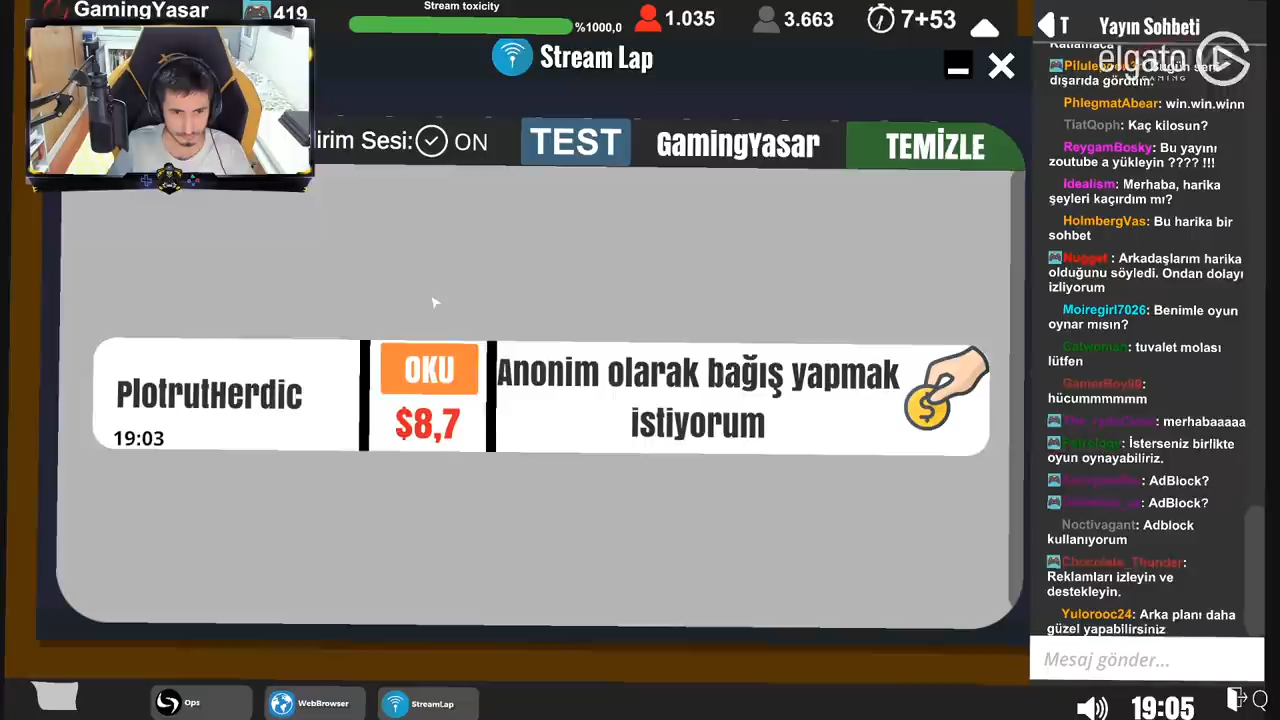 GamingYasar
419
Stream toxicity
%1000,0
1.035
3.663
7+53
Stream Lap
irim Sesi:
ON
TEST
GamingYasar
TEMİZLE
PlotrutHerdic
19:03
OKU
$8,7
Anonim olarak bağış yapmak
istiyorum
T
Yayın Sohbeti
elgato
GAMING
dışarıda gördüm.
PhlegmatAbear: win.win.winn
TiatQoph: Kaç kilosun?
ReygamBosky: Bu yayını
zoutube a yükleyin ???? !!!
Idealism: Merhaba, harika
şeyleri kaçırdım mı?
HolmbergVas: Bu harika bir
sohbet
Nugget : Arkadaşlarım harika
olduğunu söyledi. Ondan dolayı
izliyorum
Moiregirl7026: Benimle oyun
oynar mısın?
Catwoman: tuvalet molası
lütfen
GamerBoy99:
hücummmmm
: merhabaaaaa
: İsterseniz birlikte
oyun oynayabiliriz.
: AdBlock?
: AdBlock?
Noctivagant: Adblock
kullanıyorum
Chocolate_Thunder:
Reklamları izleyin ve
destekleyin.
Yulorooc24: Arka planı daha
güzel yapabilirsiniz
Mesaj gönder...
Ops
WebBrowser
StreamLap
19:05
Q